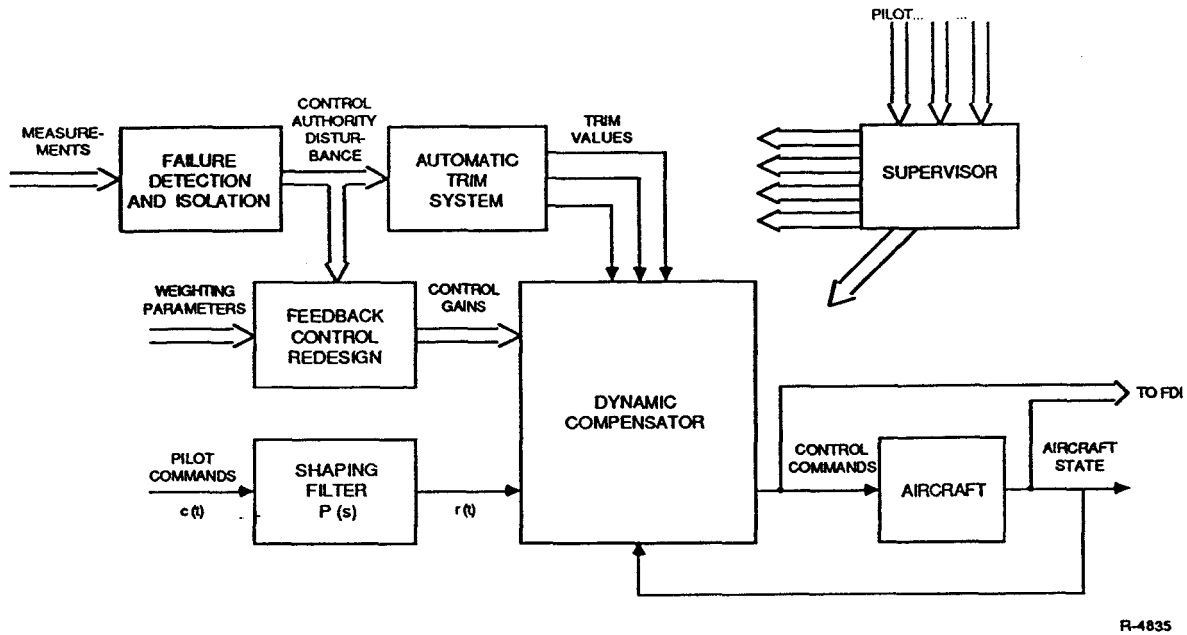 PILOT... ...
MEASURE-
MENTS
FAILURE
DETECTION
AND ISOLATION
CONTROL
AUTHORITY
DISTUR-
BANCE
AUTOMATIC
TRIM
SYSTEM
TRIM
VALUES
SUPERVISOR
WEIGHTING
PARAMETERS
FEEDBACK
CONTROL
REDESIGN
CONTROL
GAINS
DYNAMIC
COMPENSATOR
TO FDI
PILOT
COMMANDS
c(t)
SHAPING
FILTER
P (s)
r(t)
CONTROL
COMMANDS
AIRCRAFT
AIRCRAFT
STATE
R-4835